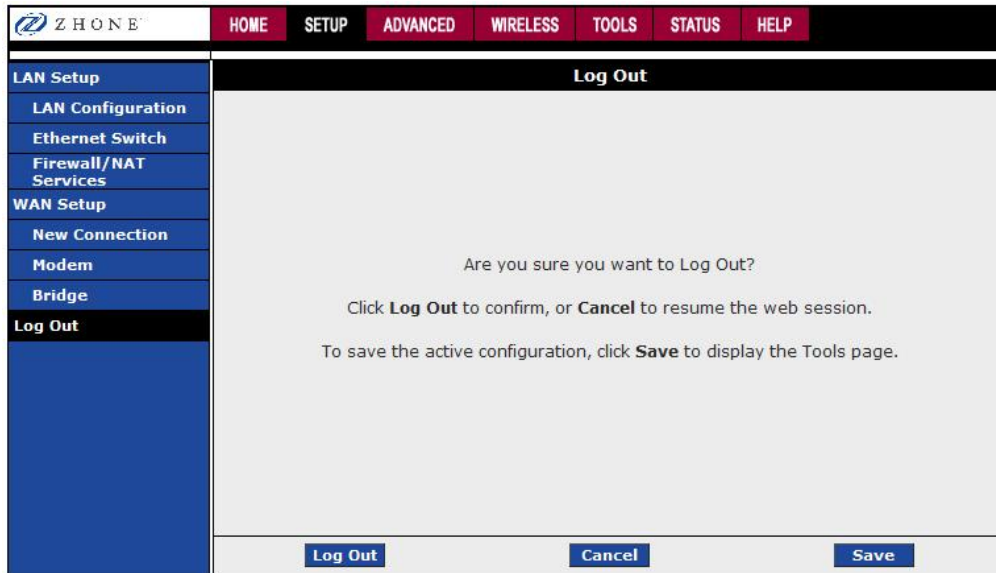 ZHONE
HOME SETUP ADVANCED WIRELESS TOOLS STATUS HELP
LAN Setup
LAN Configuration
Ethernet Switch
Firewall/NAT
Services
WAN Setup
New Connection
Modem
Bridge
Log Out
Log Out
Are you sure you want to Log Out?
Click Log Out to confirm, or Cancel to resume the web session.
To save the active configuration, click Save to display the Tools page.
Log Out Cancel Save